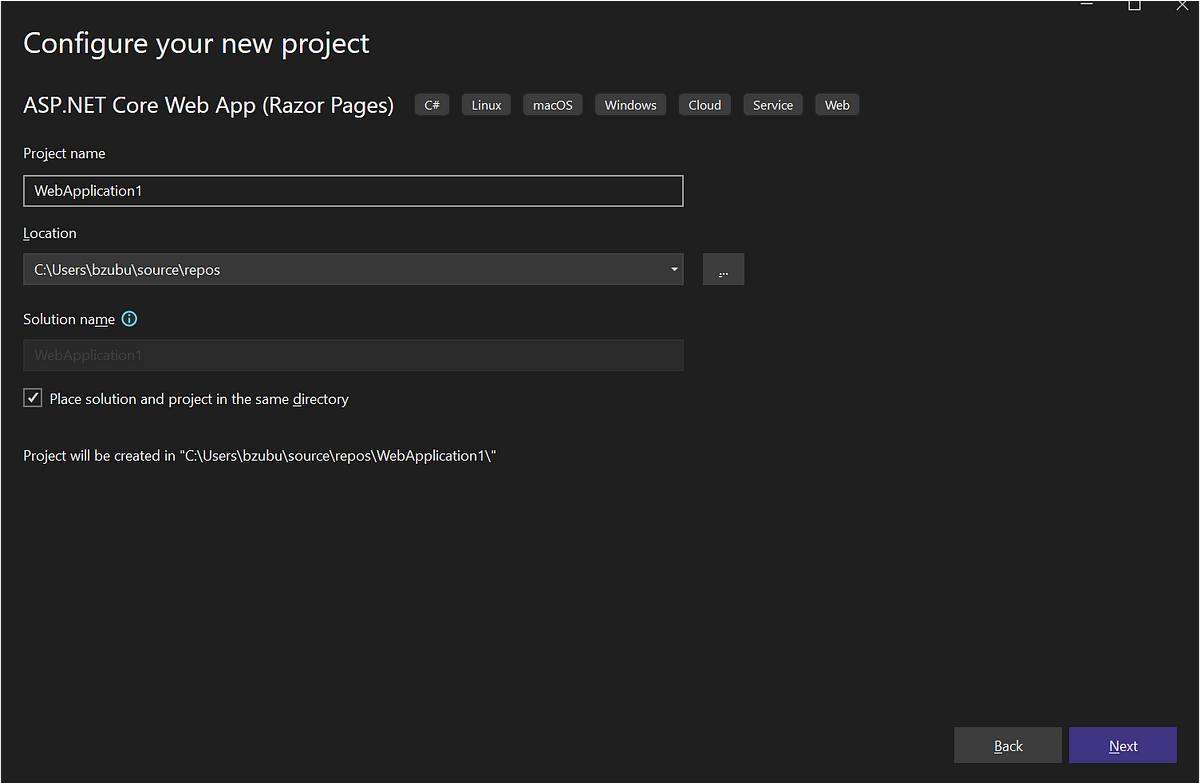 Configure your new project
ASP.NET Core Web App (Razor Pages) C# Linux macOS Windows Cloud Service Web
Project name
WebApplication1
Location
C:\Users\bzubu\source\repos
...
Solution name
WebApplication1
Place solution and project in the same directory
Project will be created in "C:\Users\bzubu\source\repos\WebApplication1\"
Back Next